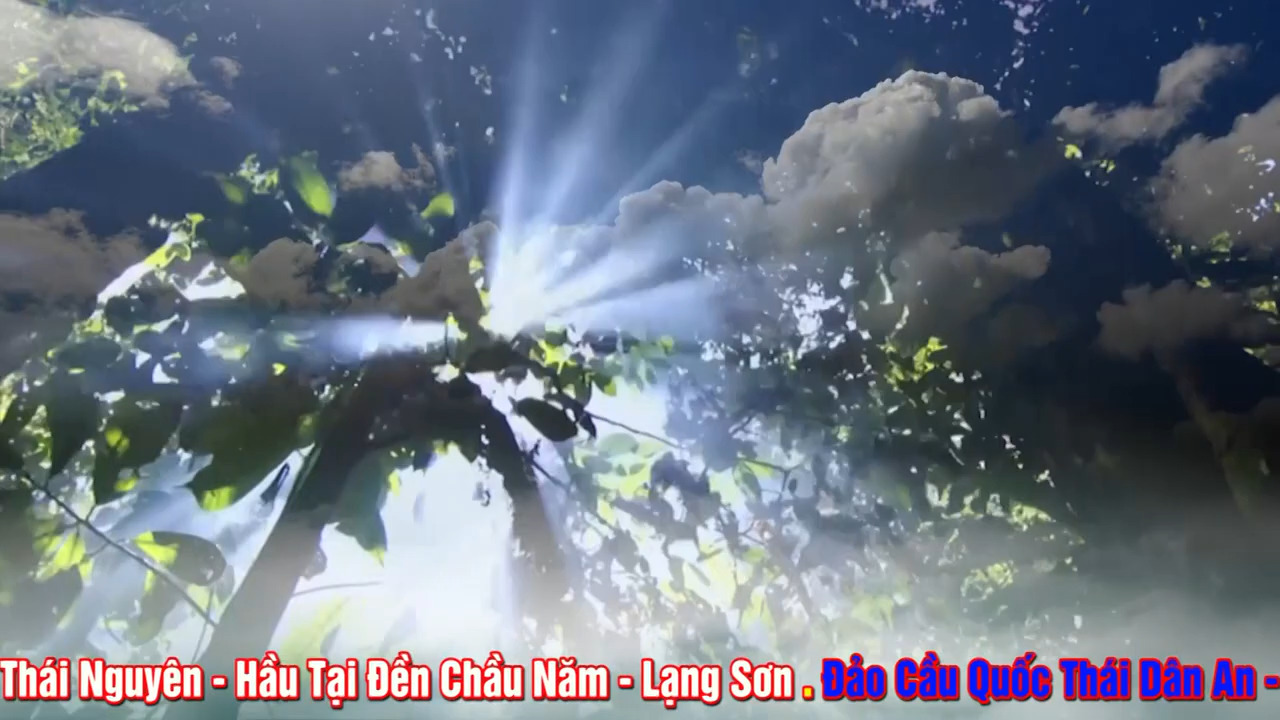 Thái Nguyên - Hầu Tại Đền Chầu Năm - Lạng Sơn . Đảo Cầu Quốc Thái Dân An -